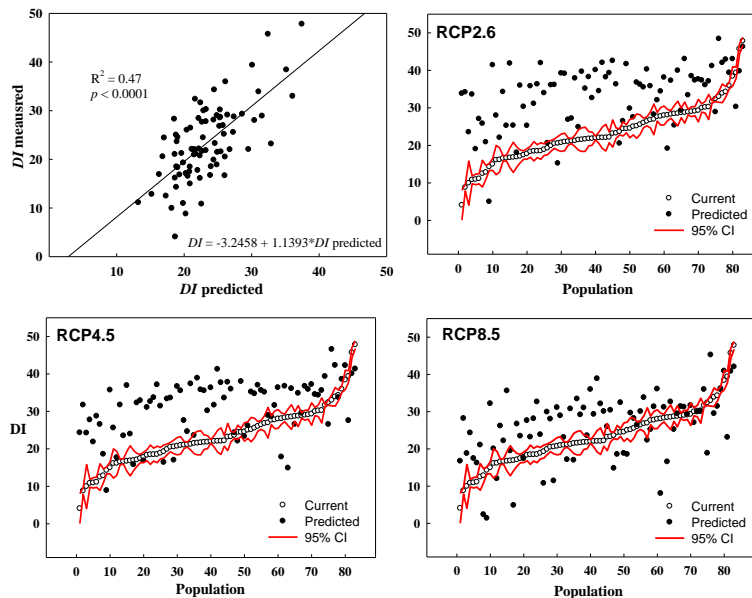 50
40
30
20
10
0
DI meausred
R² = 0.47
p < 0.0001
DI = -3.2458 + 1.1393*DI predicted
10 20 30 40 50
DI predicted
RCP2.6
50
40
30
20
10
0
Current
Predicted
95% CI
0 10 20 30 40 50 60 70 80
Population
RCP4.5
50
40
30
20
10
0
DI
Current
Predicted
95% CI
0 10 20 30 40 50 60 70 80
Population
RCP8.5
50
40
30
20
10
0
Current
Predicted
95% CI
0 10 20 30 40 50 60 70 80
Population